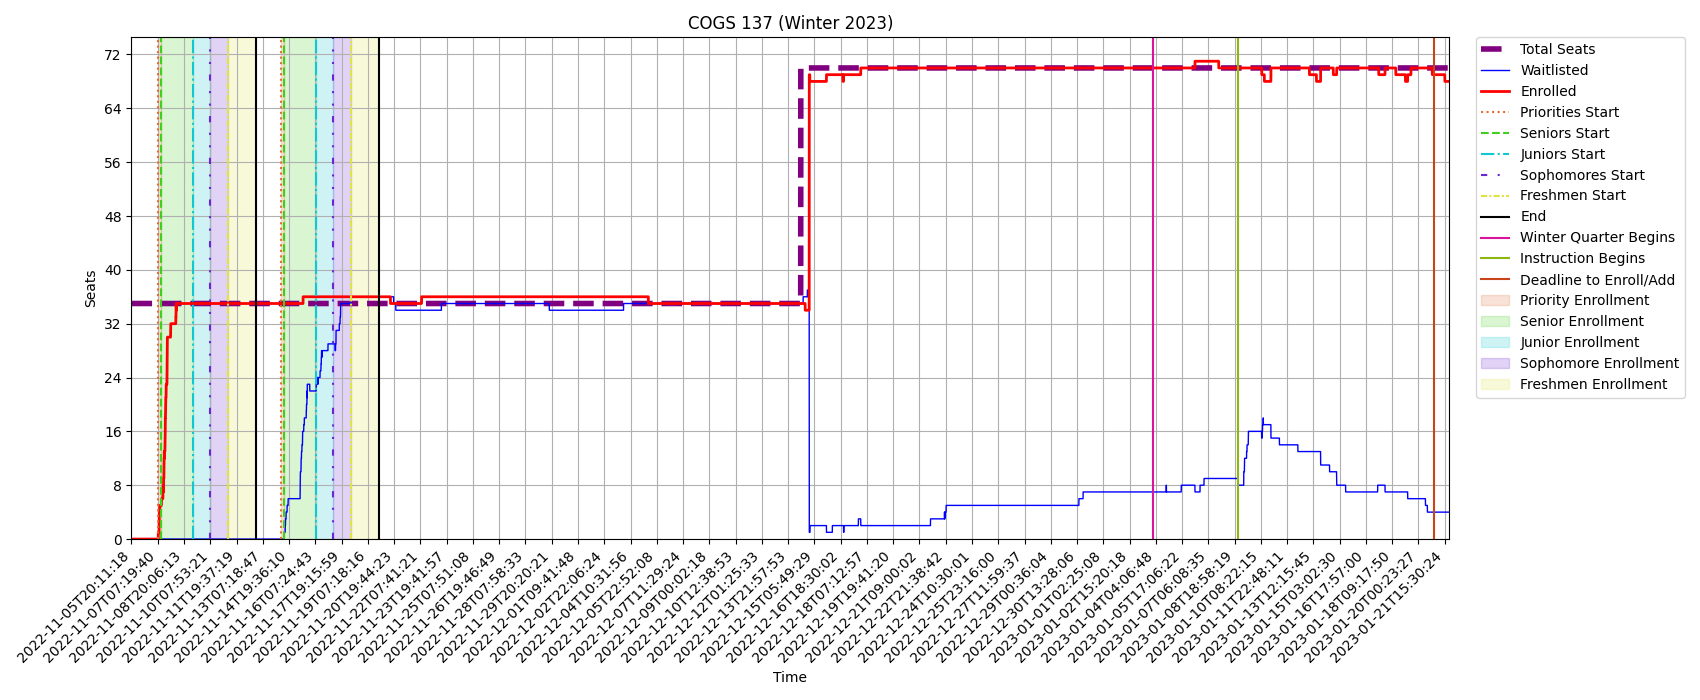 COGS 137 (Winter 2023)
72
64
56
48
40
32
24
16
8
0
Seats
2022-11-05T20:11:18
2022-11-07T07:19:40
2022-11-08T20:06:13
2022-11-10T07:53:21
2022-11-11T19:37:19
2022-11-13T07:18:47
2022-11-14T19:36:10
2022-11-16T07:24:43
2022-11-17T19:15:59
2022-11-19T07:18:16
2022-11-20T19:44:23
2022-11-22T07:41:21
2022-11-23T19:41:57
2022-11-25T07:51:08
2022-11-26T19:46:49
2022-11-28T07:58:33
2022-11-29T20:20:21
2022-12-01T09:41:48
2022-12-02T22:06:24
2022-12-04T10:31:56
2022-12-05T22:52:08
2022-12-07T11:29:24
2022-12-09T00:02:18
2022-12-10T12:38:53
2022-12-12T01:25:33
2022-12-13T21:57:53
2022-12-15T05:49:29
2022-12-16T18:30:02
2022-12-18T07:12:57
2022-12-19T19:41:20
2022-12-21T09:00:02
2022-12-22T21:38:42
2022-12-24T10:30:01
2022-12-25T23:16:00
2022-12-27T11:59:37
2022-12-29T00:36:04
2022-12-30T13:28:06
2023-01-01T02:25:08
2023-01-02T15:20:18
2023-01-04T04:06:48
2023-01-05T17:06:22
2023-01-07T06:08:35
2023-01-08T18:58:19
2023-01-10T08:22:15
2023-01-11T22:48:11
2023-01-13T12:15:45
2023-01-15T03:02:30
2023-01-16T17:57:00
2023-01-18T09:17:50
2023-01-20T00:23:27
2023-01-21T15:30:24
Time
Total Seats
Waitlisted
Enrolled
Priorities Start
Seniors Start
Juniors Start
Sophomores Start
Freshmen Start
End
Winter Quarter Begins
Instruction Begins
Deadline to Enroll/Add
Priority Enrollment
Senior Enrollment
Junior Enrollment
Sophomore Enrollment
Freshmen Enrollment